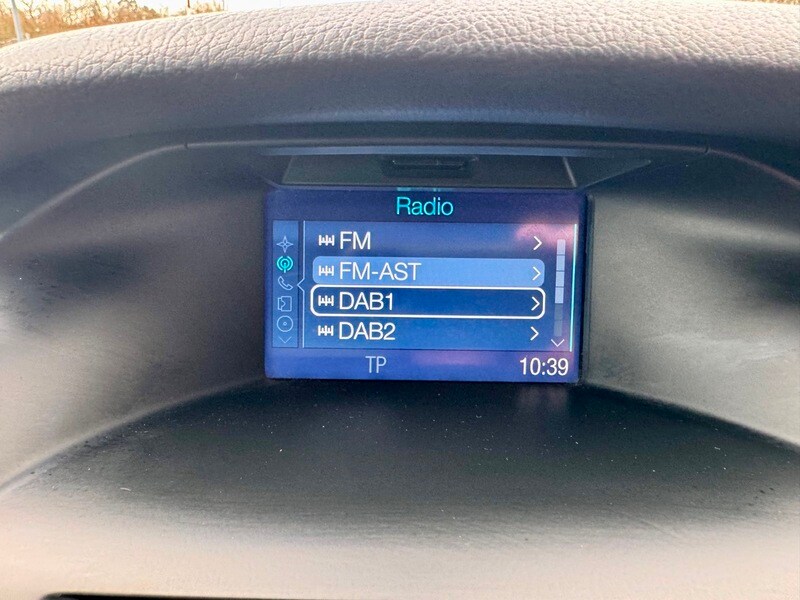 Radio
FM
FM-AST
DAB1
DAB2
TP 10:39